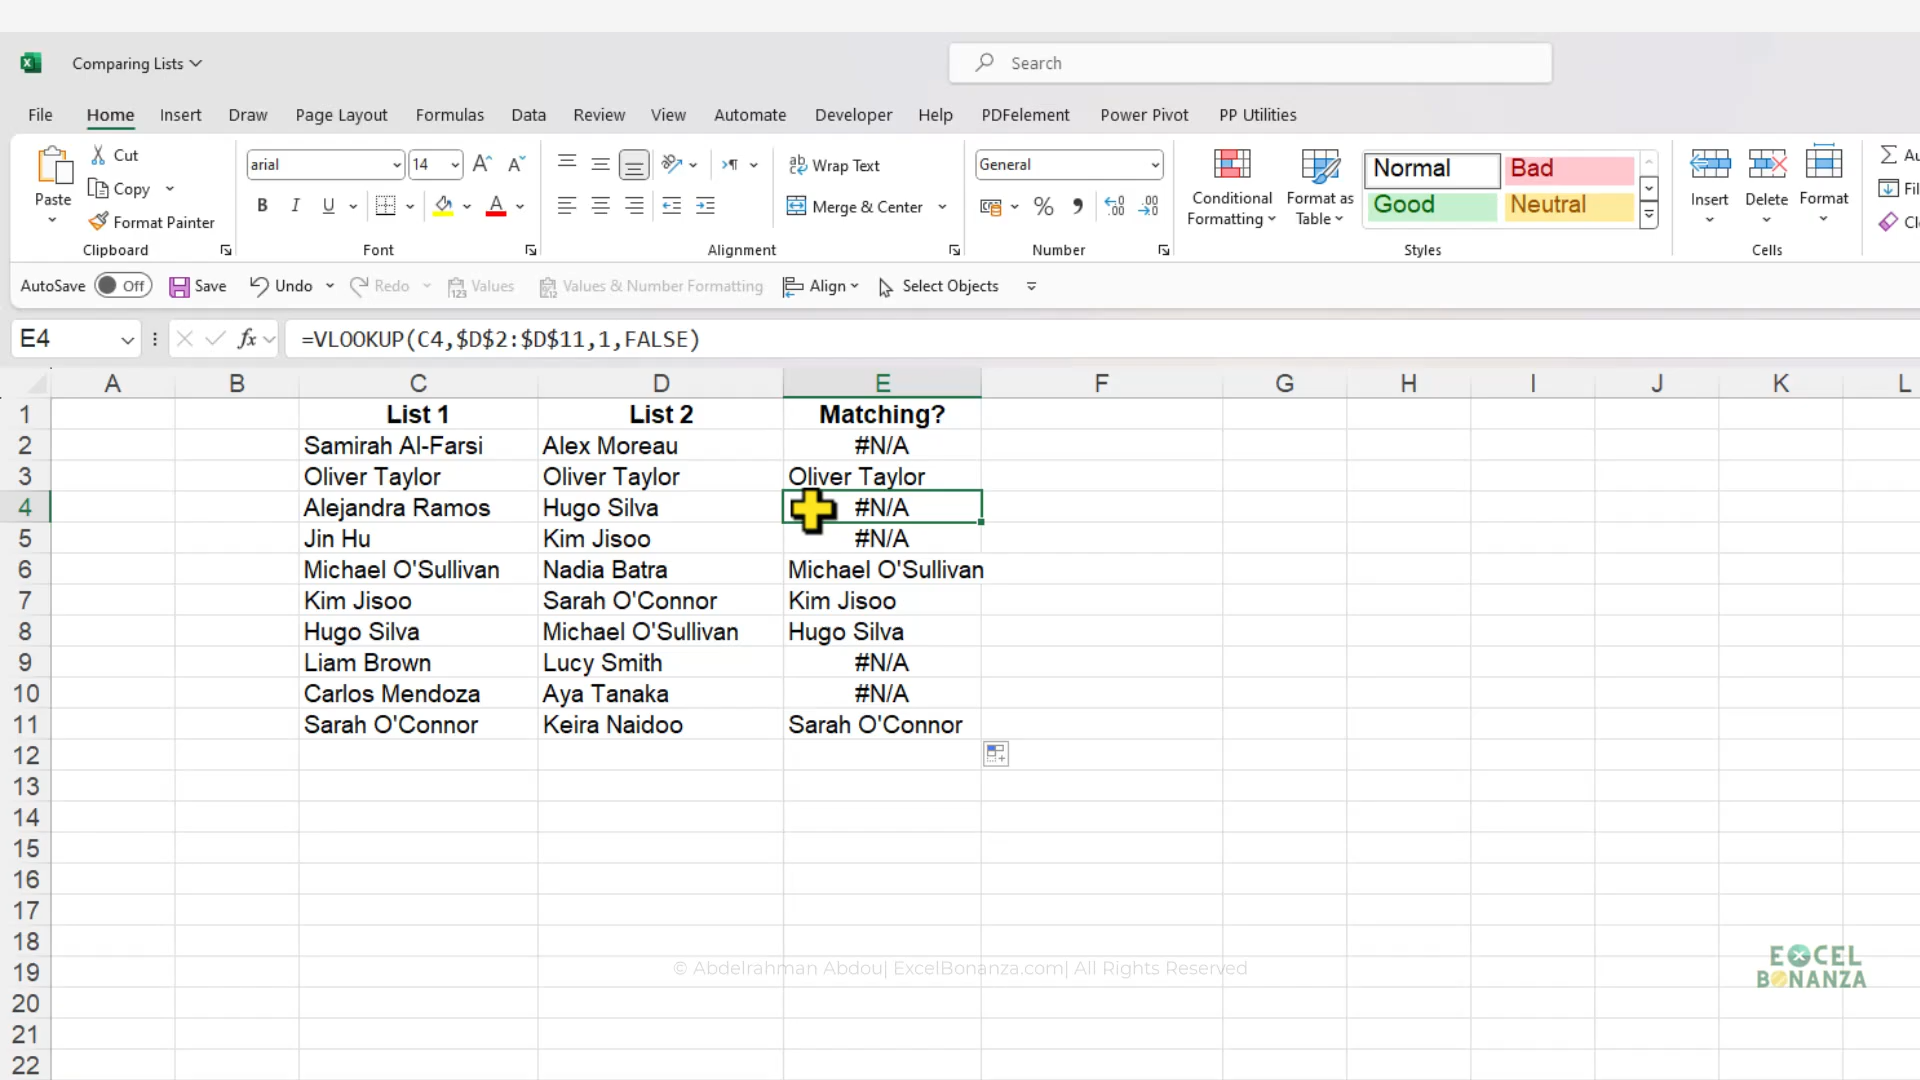 Comparing Lists
Search
File Home Insert Draw Page Layout Formulas Data Review View Automate Developer Help PDFelement Power Pivot PP Utilities
Paste
Cut
Copy
Format Painter
Clipboard
arial 14
B I U
Font
Wrap Text
Merge & Center
Alignment
General
Number
Conditional Formatting
Format as Table
Normal Bad
Good Neutral
Styles
Insert Delete Format
Cells
AutoSave Off Save Undo Redo Values Values & Number Formatting Align Select Objects
E4 fx =VLOOKUP(C4,$D$2:$D$11,1,FALSE)
A B C D E F G H I J K L
1 List 1 List 2 Matching?
2 Samirah Al-Farsi Alex Moreau #N/A
3 Oliver Taylor Oliver Taylor Oliver Taylor
4 Alejandra Ramos Hugo Silva #N/A
5 Jin Hu Kim Jisoo #N/A
6 Michael O'Sullivan Nadia Batra Michael O'Sullivan
7 Kim Jisoo Sarah O'Connor Kim Jisoo
8 Hugo Silva Michael O'Sullivan Hugo Silva
9 Liam Brown Lucy Smith #N/A
10 Carlos Mendoza Aya Tanaka #N/A
11 Sarah O'Connor Keira Naidoo Sarah O'Connor
12
13
14
15
16
17
18
19
20
21
22
© Abdelrahman Abdou| ExcelBonanza.com| All Rights Reserved
EXCEL
BONANZA